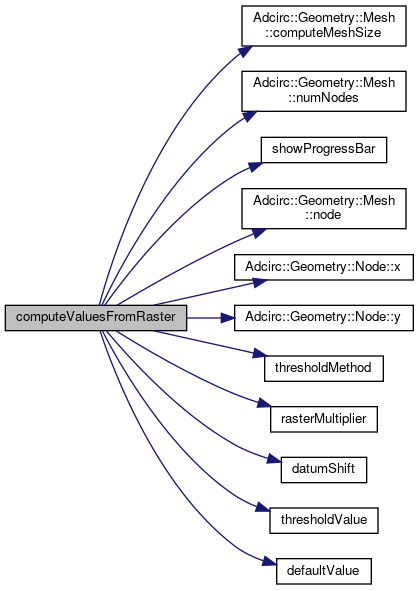 Adcirc::Geometry::Mesh
::computeMeshSize
Adcirc::Geometry::Mesh
::numNodes
showProgressBar
Adcirc::Geometry::Mesh
::node
Adcirc::Geometry::Node::x
computeValuesFromRaster
Adcirc::Geometry::Node::y
thresholdMethod
rasterMultiplier
datumShift
thresholdValue
defaultValue